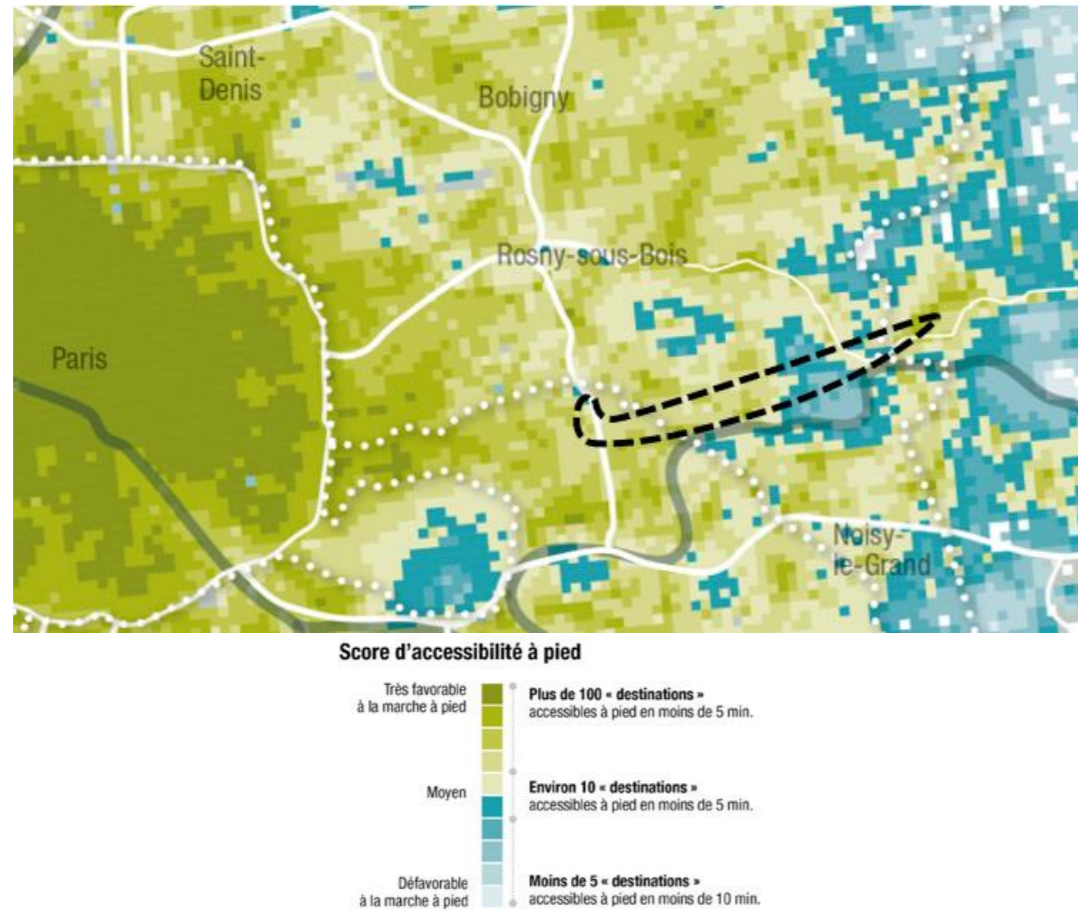 Saint-
Denis
Bobigny
Rosny-sous-Bois
Paris
Noisy-
le-Grand
Score d'accessibilité à pied
Très favorable
à la marche à pied
Plus de 100 « destinations »
accessibles à pied en moins de 5 min.
Moyen
Environ 10 « destinations »
accessibles à pied en moins de 5 min.
Défavorable
à la marche à pied
Moins de 5 « destinations »
accessibles à pied en moins de 10 min.